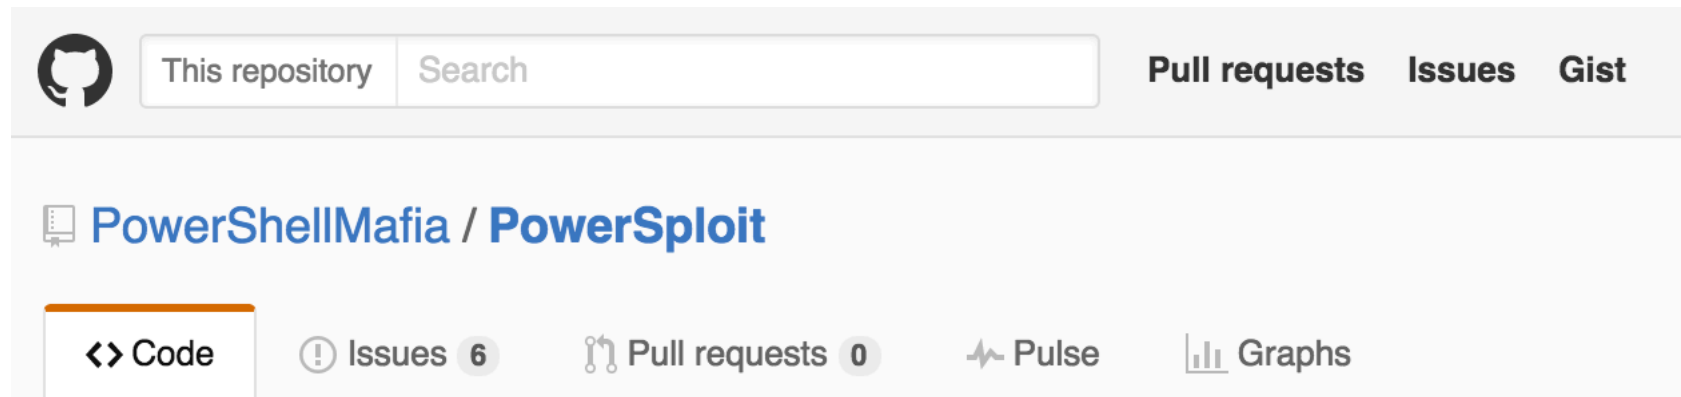 This repository Search Pull requests Issues Gist
PowerShellMafia / PowerSploit
Code Issues 6 Pull requests 0 Pulse Graphs